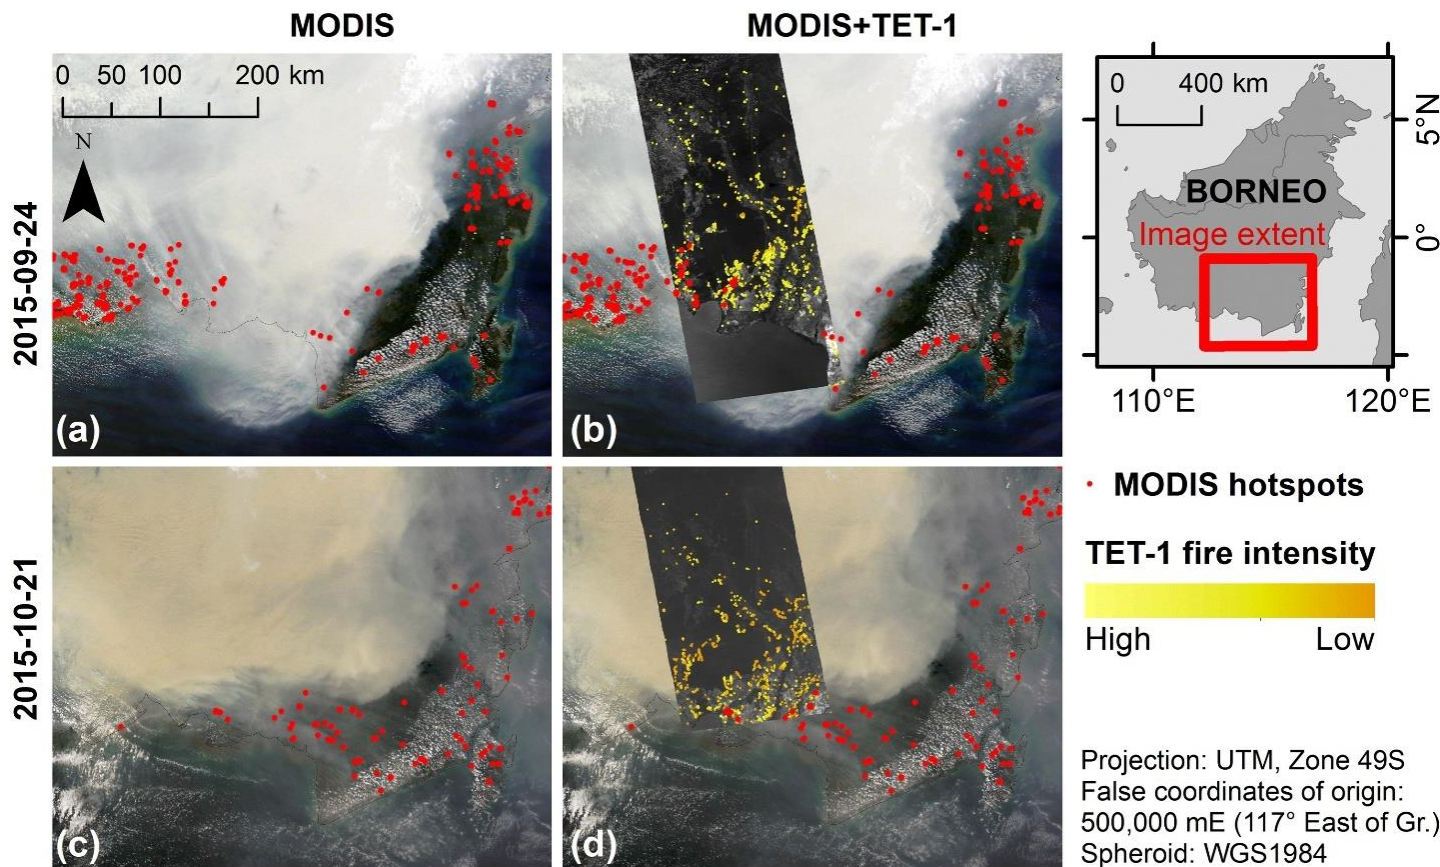 MODIS
MODIS+TET-1
2015-09-24
0 50 100 200 km
N
(a)
(b)
0 400 km
BORNEO
Image extent
5°N
0°
110°E 120°E
2015-10-21
(c)
(d)
MODIS hotspots
TET-1 fire intensity
High Low
Projection: UTM, Zone 49S
False coordinates of origin:
500,000 mE (117° East of Gr.)
Spheroid: WGS1984